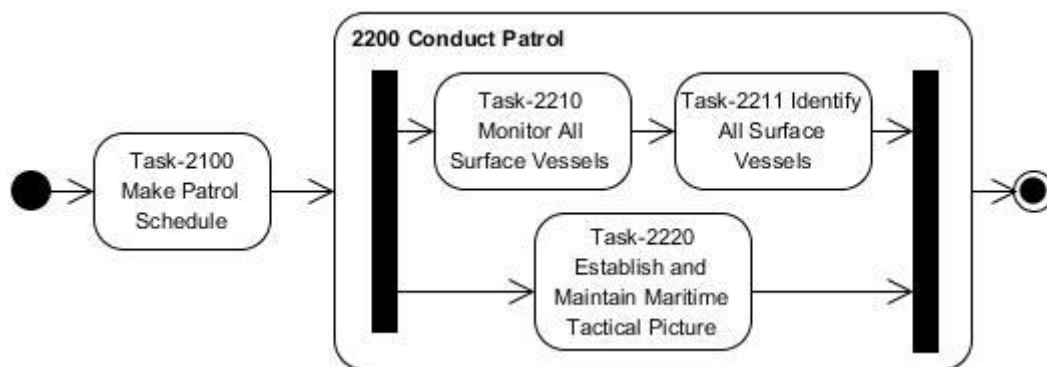 2200 Conduct Patrol
Task-2100
Make Patrol
Schedule
Task-2210
Monitor All
Surface Vessels
Task-2211 Identify
All Surface
Vessels
Task-2220
Establish and
Maintain Maritime
Tactical Picture